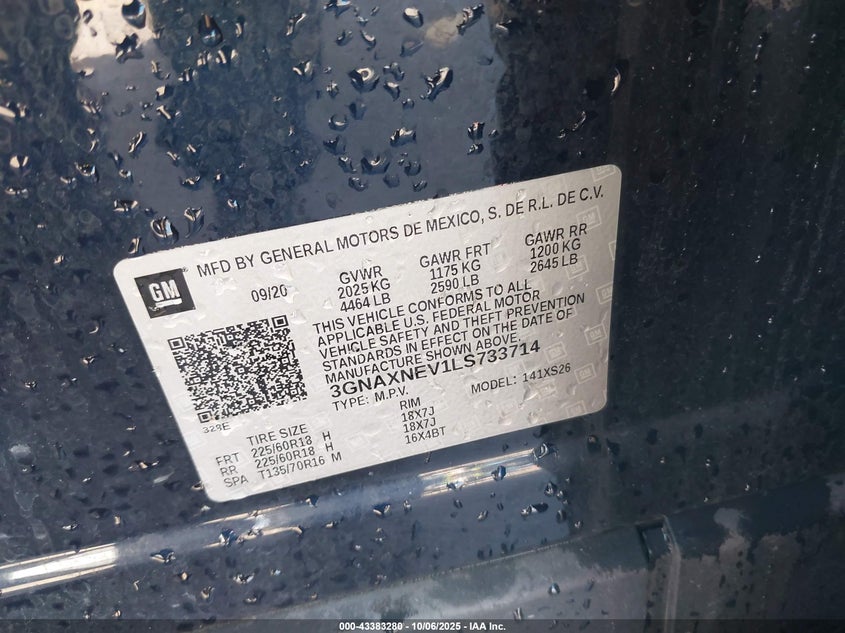 GM
MFD BY GENERAL MOTORS DE MEXICO, S. DE R.L. DE C.V.
09/20
GVWR
2025 KG
4464 LB
GAWR FRT
1175 KG
2590 LB
GAWR RR
1200 KG
2645 LB
THIS VEHICLE CONFORMS TO ALL
APPLICABLE U.S. FEDERAL MOTOR
VEHICLE SAFETY AND THEFT PREVENTION
STANDARDS IN EFFECT ON THE DATE OF
MANUFACTURE SHOWN ABOVE.
3GNAXNEV1LS733714
TYPE: M.P.V.
MODEL: 141XS26
328E
TIRE SIZE
RIM
FRT 225/60R18 H 18X7J
RR 225/60R18 H 18X7J
SPA T135/70R16 M 16X4BT
000-43383280 - 10/06/2025 - IAA Inc.